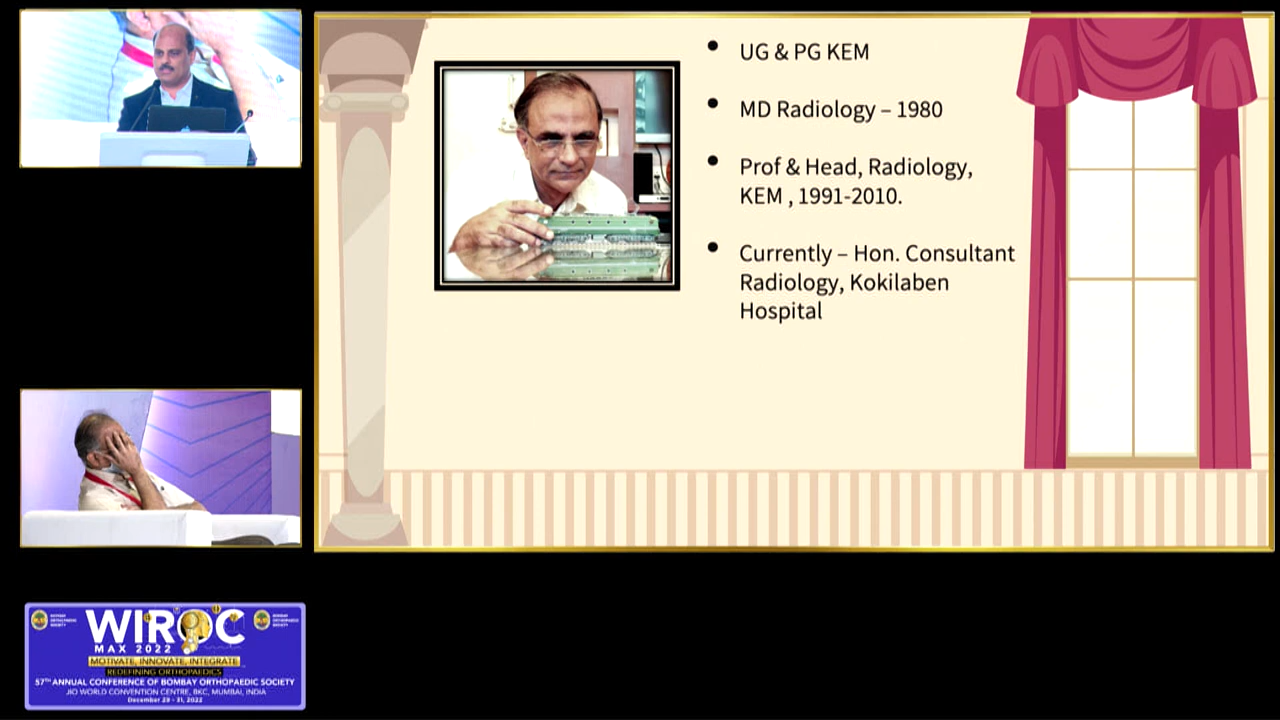 • UG & PG KEM
• MD Radiology – 1980
• Prof & Head, Radiology,
KEM , 1991-2010.
• Currently – Hon. Consultant
Radiology, Kokilaben
Hospital
WIROC
MAX 2022
MOTIVATE, INNOVATE, INTEGRATE
REDEFINING ORTHOPAEDICS
57TH ANNUAL CONFERENCE OF BOMBAY ORTHOPAEDIC SOCIETY
JIO WORLD CONVENTION CENTRE, BKC, MUMBAI, INDIA
December 29 - 31, 2022